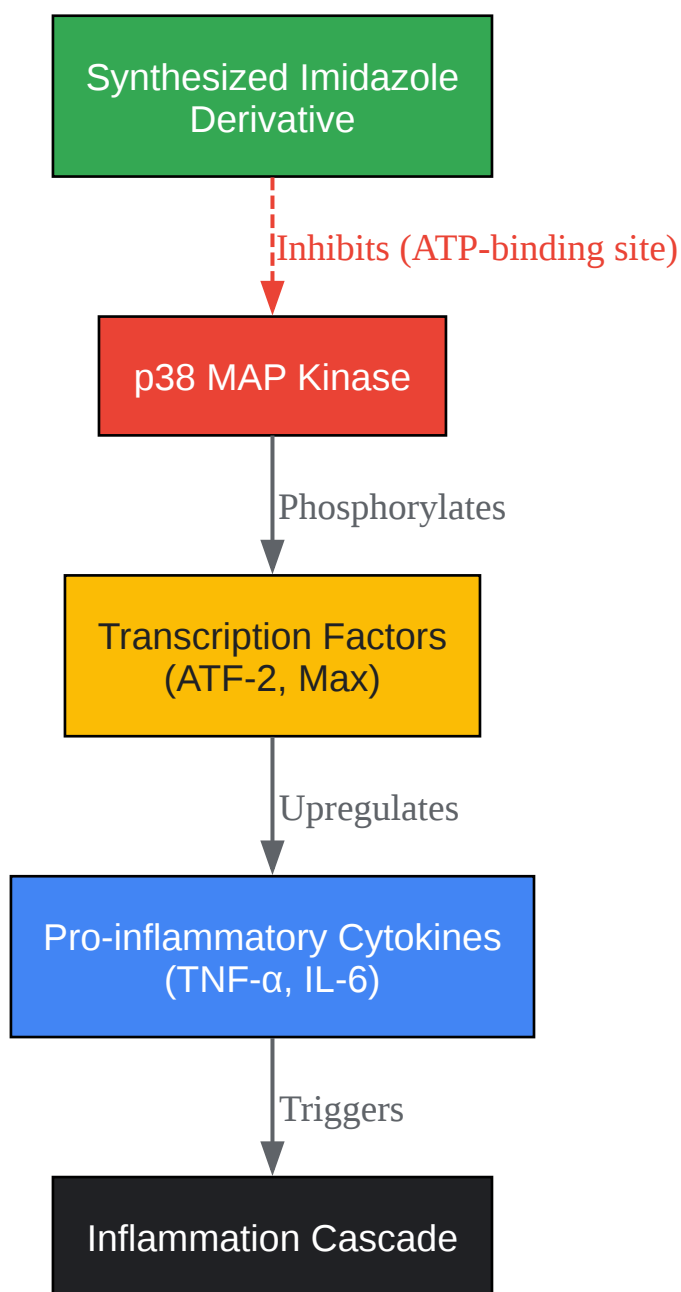 Synthesized Imidazole
Derivative
Inhibits (ATP-binding site)
p38 MAP Kinase
Phosphorylates
Transcription Factors
(ATF-2, Max)
Upregulates
Pro-inflammatory Cytokines
(TNF-α, IL-6)
Triggers
Inflammation Cascade